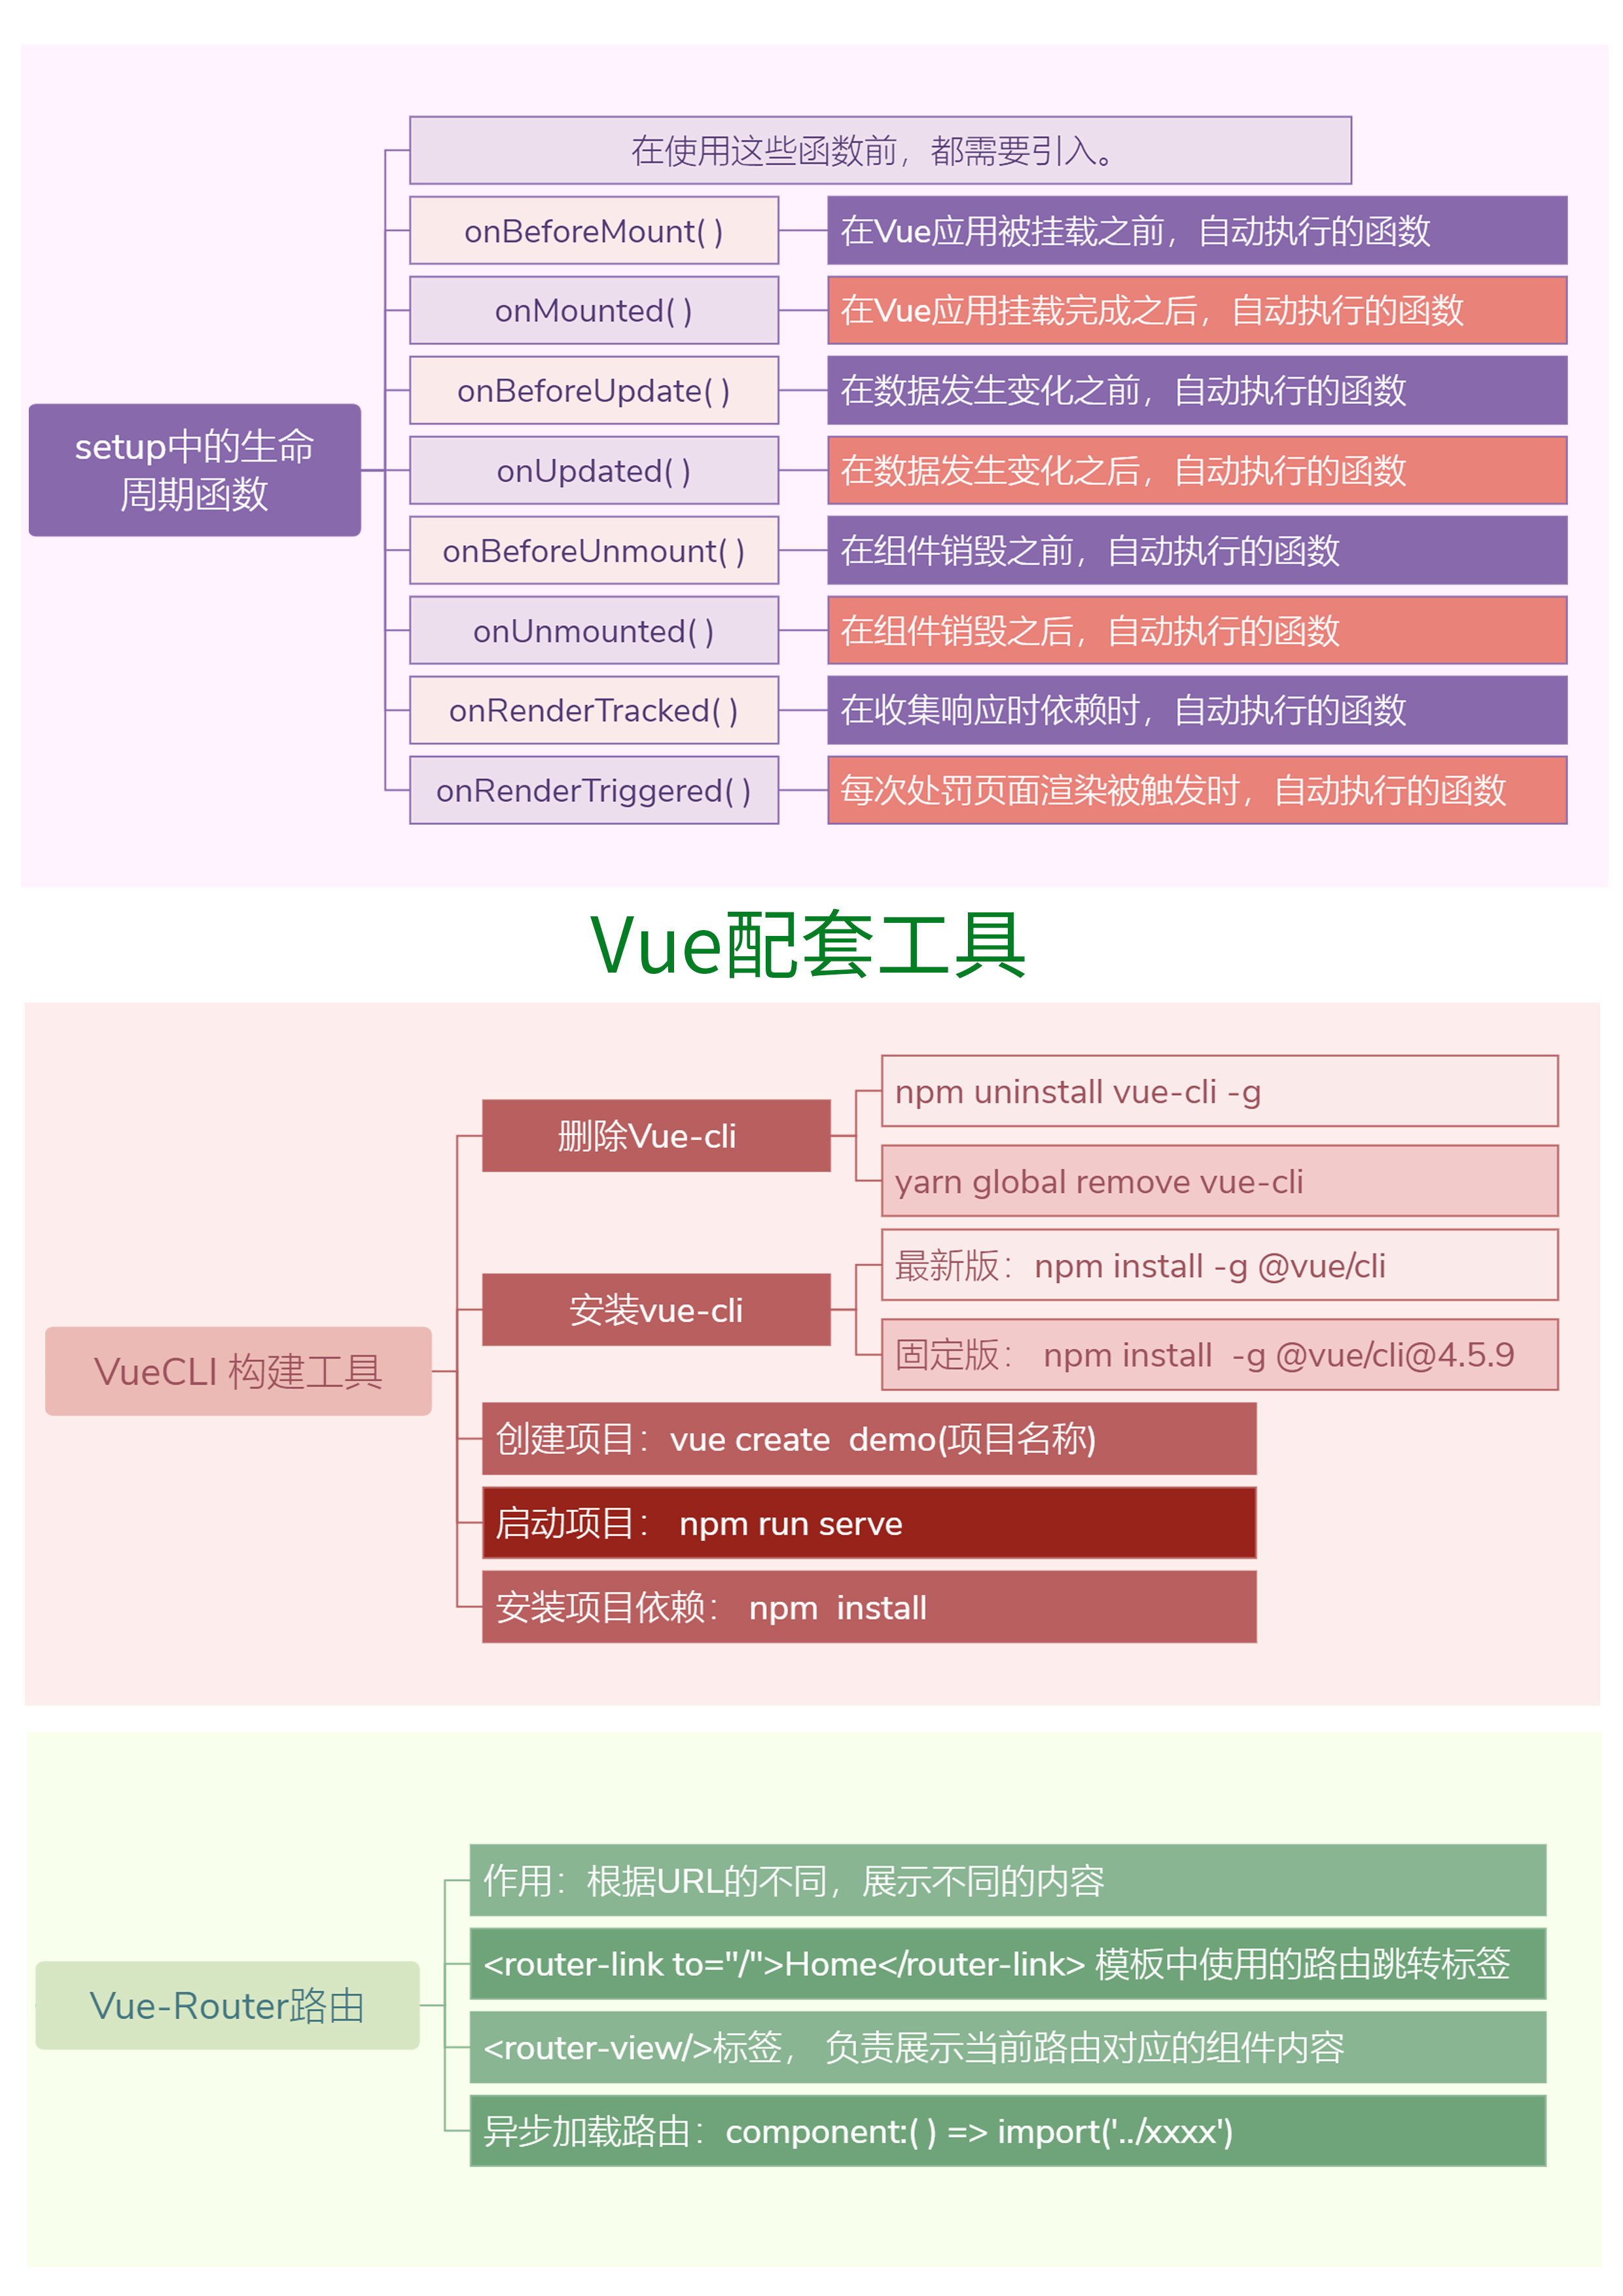 在使用这些函数前，都需要引入。
onBeforeMount( )
在Vue应用被挂载之前，自动执行的函数
onMounted( )
在Vue应用挂载完成之后，自动执行的函数
onBeforeUpdate( )
在数据发生变化之前，自动执行的函数
setup中的生命
周期函数
onUpdated( )
在数据发生变化之后，自动执行的函数
onBeforeUnmount( )
在组件销毁之前，自动执行的函数
onUnmounted( )
在组件销毁之后，自动执行的函数
onRenderTracked( )
在收集响应时依赖时，自动执行的函数
onRenderTriggered( )
每次处罚页面渲染被触发时，自动执行的函数
Vue配套工具
VueCLI 构建工具
删除Vue-cli
npm uninstall vue-cli -g
yarn global remove vue-cli
安装vue-cli
最新版：npm install -g @vue/cli
固定版： npm install  -g @vue/cli@4.5.9
创建项目：vue create  demo(项目名称)
启动项目： npm run serve
安装项目依赖： npm  install
Vue-Router路由
作用：根据URL的不同，展示不同的内容
<router-link to="/">Home</router-link> 模板中使用的路由跳转标签
<router-view/>标签， 负责展示当前路由对应的组件内容
异步加载路由：component:( ) => import('../xxxx')